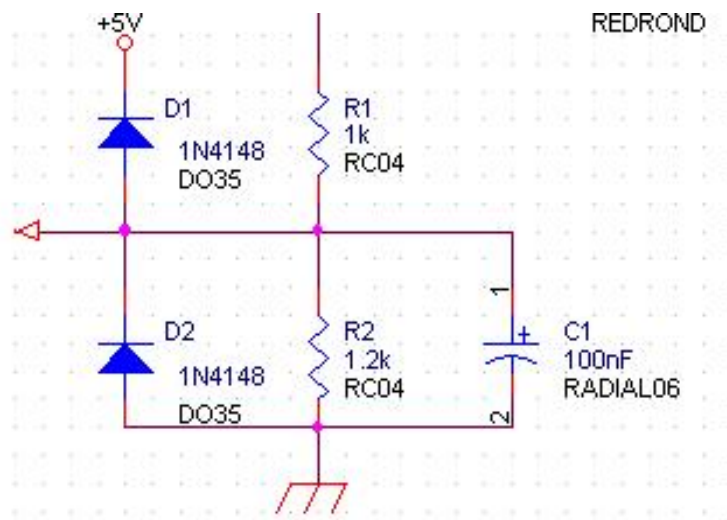 +5V
REDROND
D1
1N4148
DO35
R1
1k
RC04
D2
1N4148
DO35
R2
1.2k
RC04
1
+
2
C1
100nF
RADIAL06